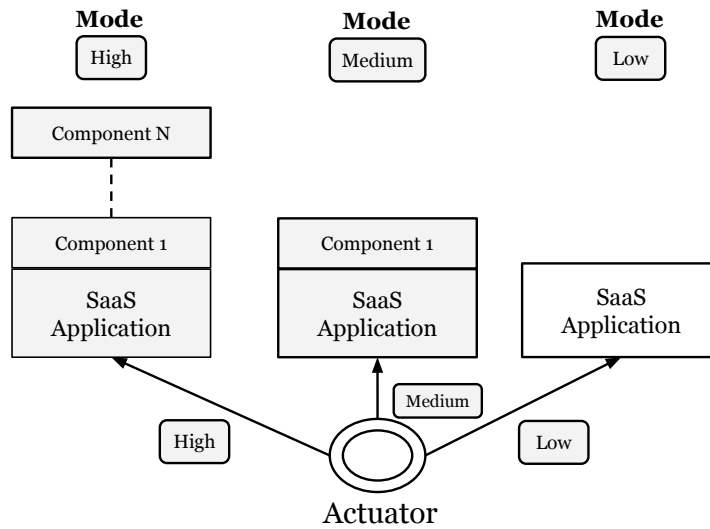 Mode
Mode
Mode
High
Medium
Low
Component N
Component 1
Component 1
SaaS
Application
SaaS
Application
SaaS
Application
Medium
High
Low
Actuator